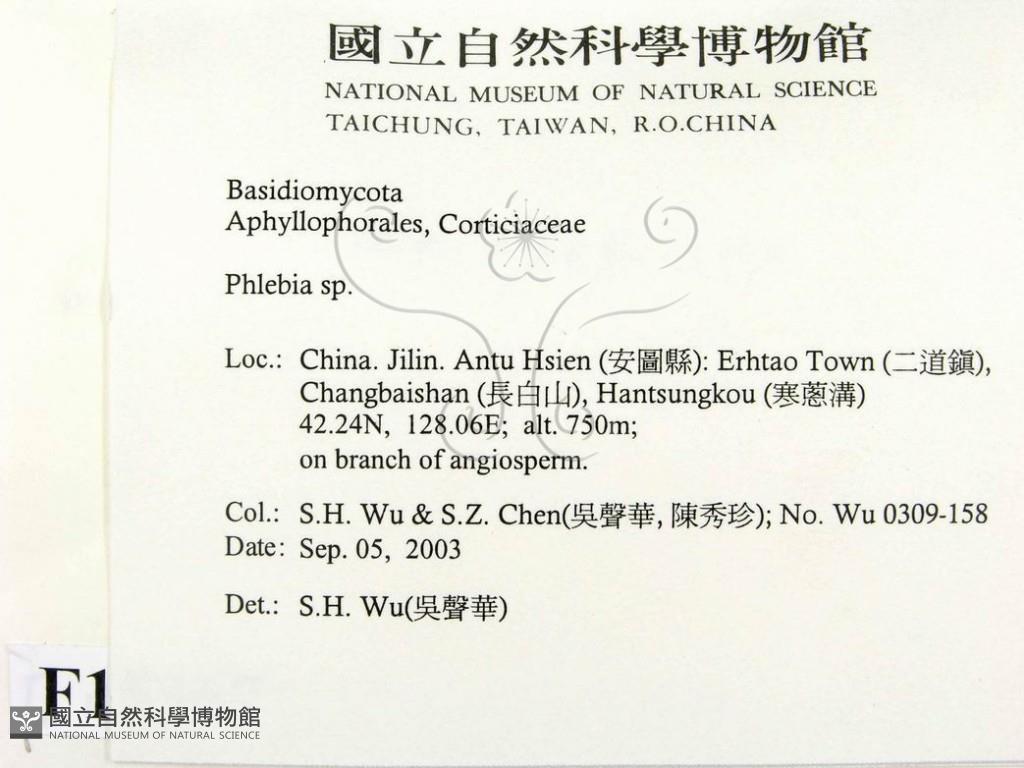 國立自然科學博物館
NATIONAL MUSEUM OF NATURAL SCIENCE
TAICHUNG, TAIWAN, R.O.CHINA
Basidiomycota
Aphyllophorales, Corticiaceae
Phlebia sp.
Loc.: China. Jilin. Antu Hsien (安圖縣): Erhtao Town (二道鎭),
Changbaishan (長白山), Hantsungkou (寒蔥溝)
42.24N, 128.06E; alt. 750m;
on branch of angiosperm.
Col.: S.H. Wu & S.Z. Chen(吳聲華, 陳秀珍); No. Wu 0309-158
Date: Sep. 05, 2003
Det.: S.H. Wu(吳聲華)
F1
國立自然科學博物館
NATIONAL MUSEUM OF NATURAL SCIENCE